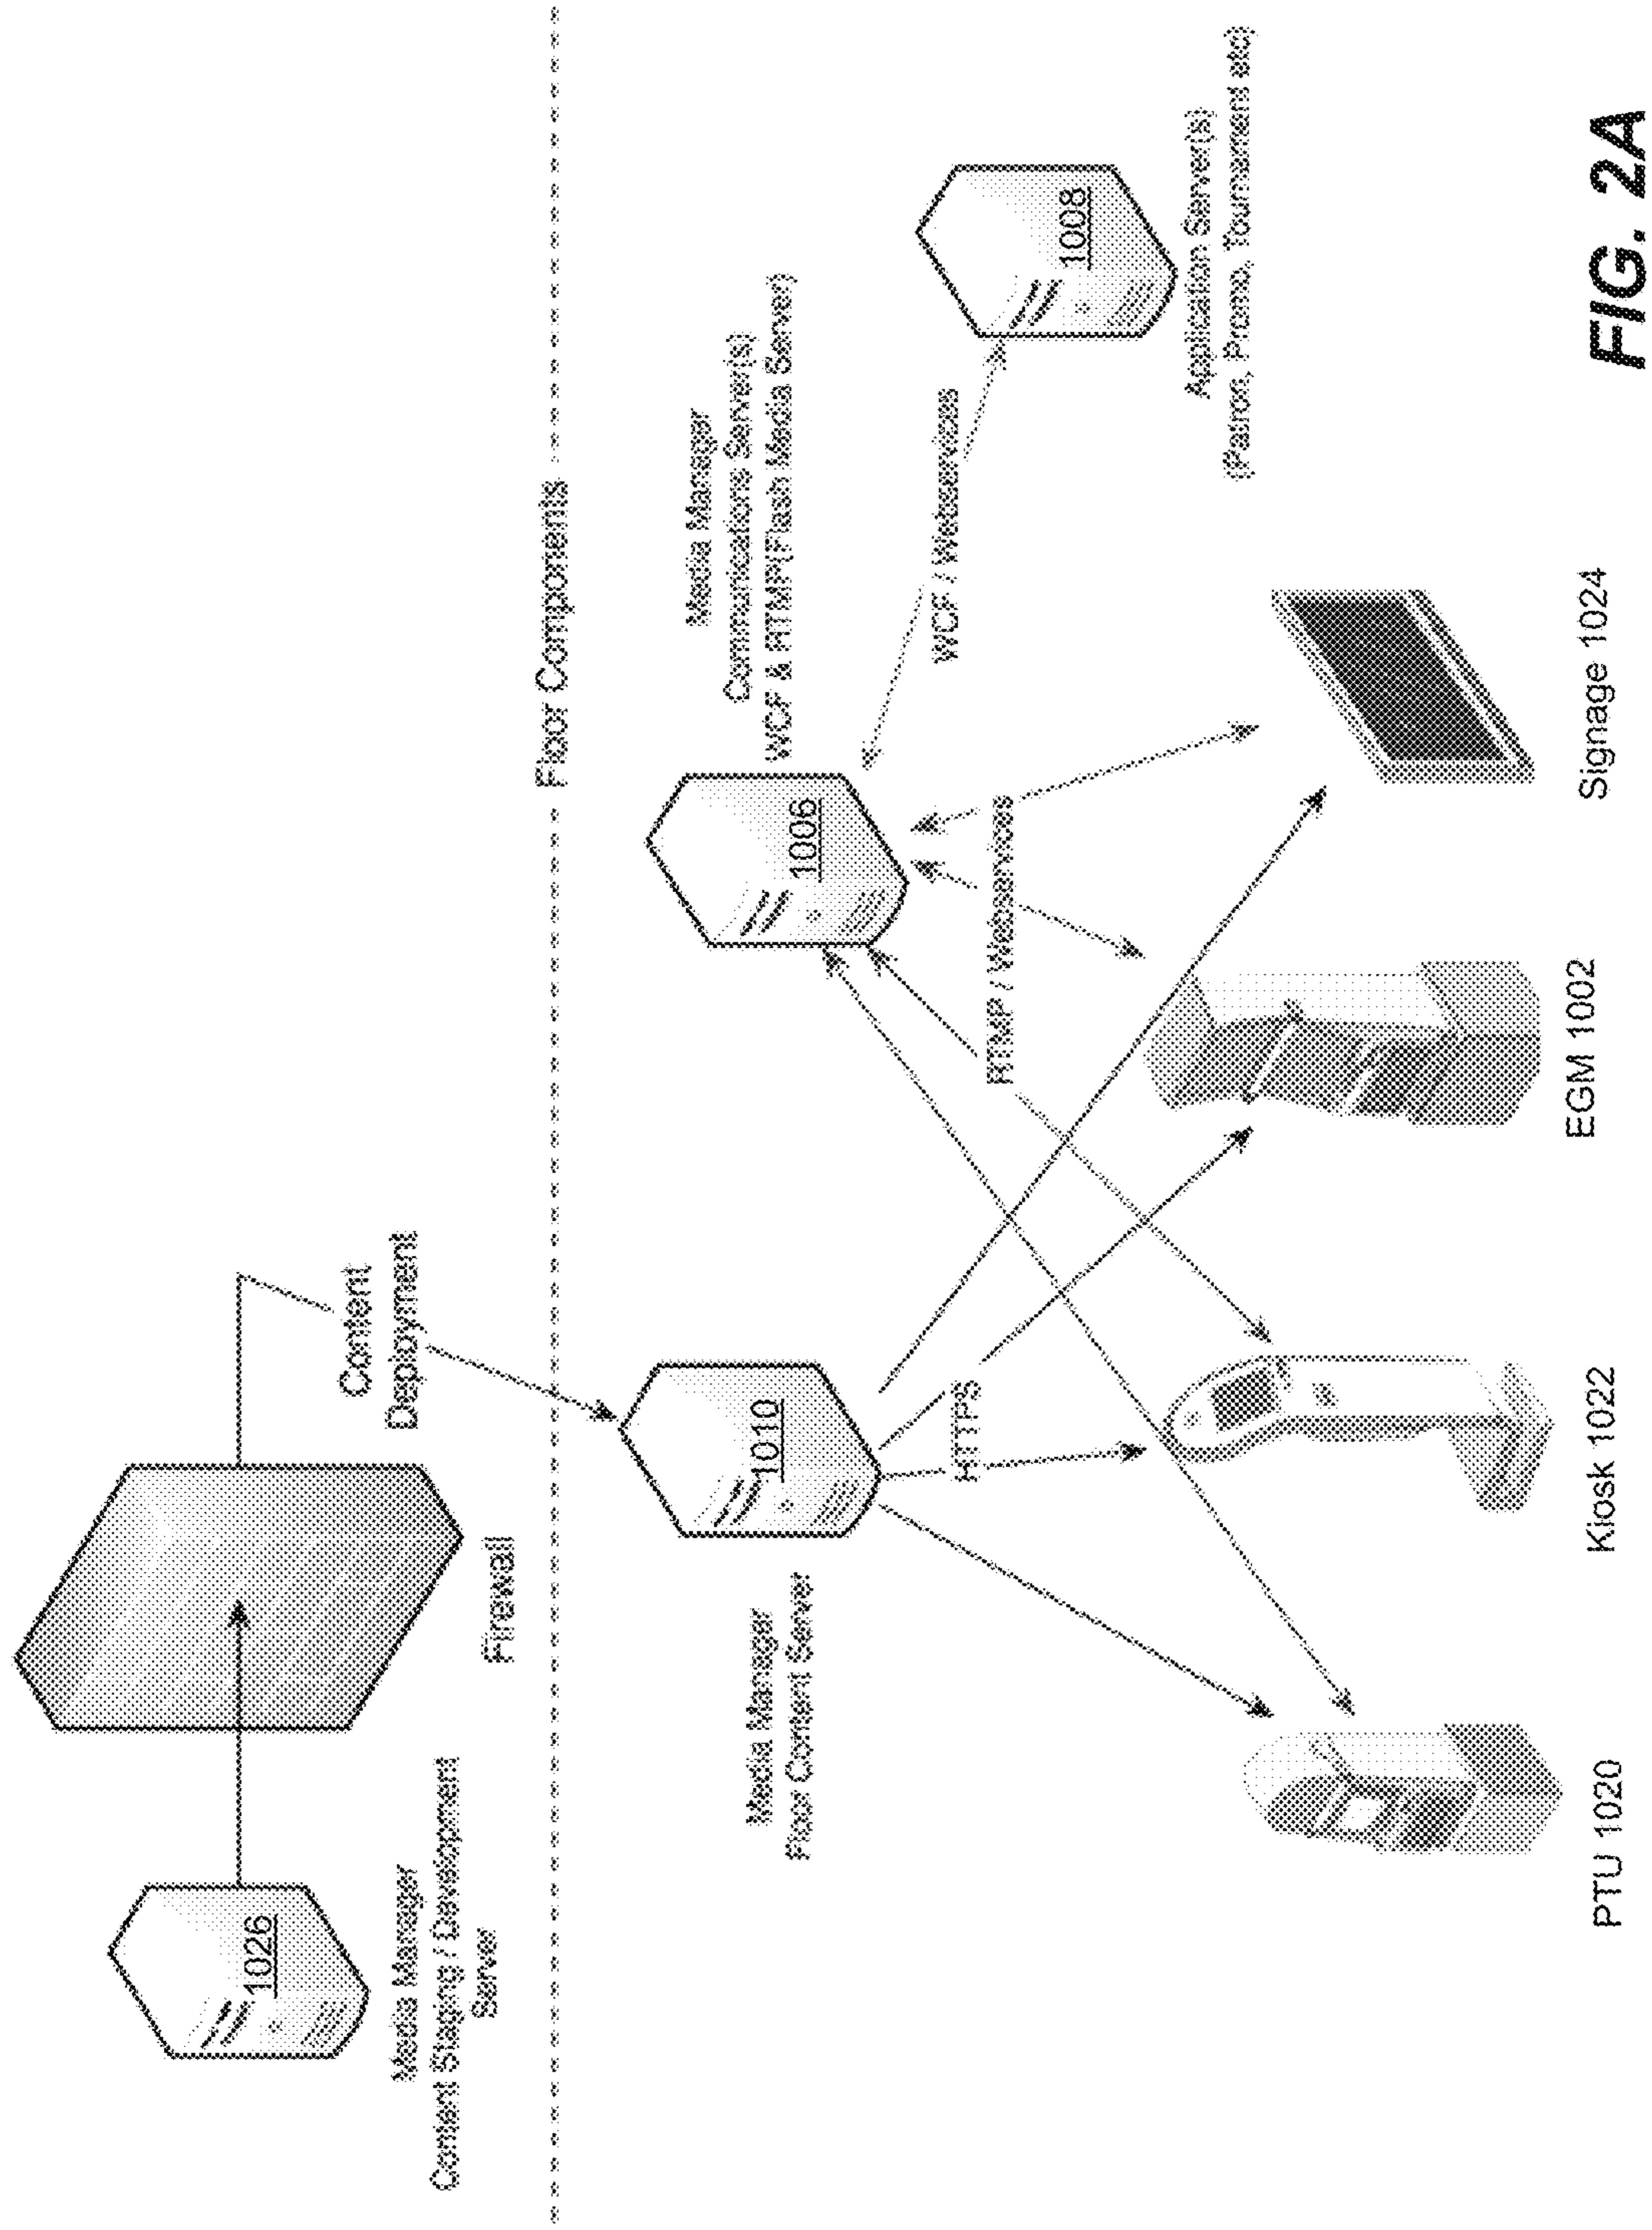 1026
Media Manager
Content Staging / Development
Server
Firewall
Content
Deployment
Floor Components
Media Manager
Floor Content Server
1010
1006
Media Manager
Communications Server(s)
WCF & RTMP(Flash Media Server)
WCF / Webservices
1008
Application Server(s)
(Patron, Promo, Tournament etc)
HTTPS
RTMP / Webservices
PTU 1020
Kiosk 1022
EGM 1002
Signage 1024
FIG. 2A